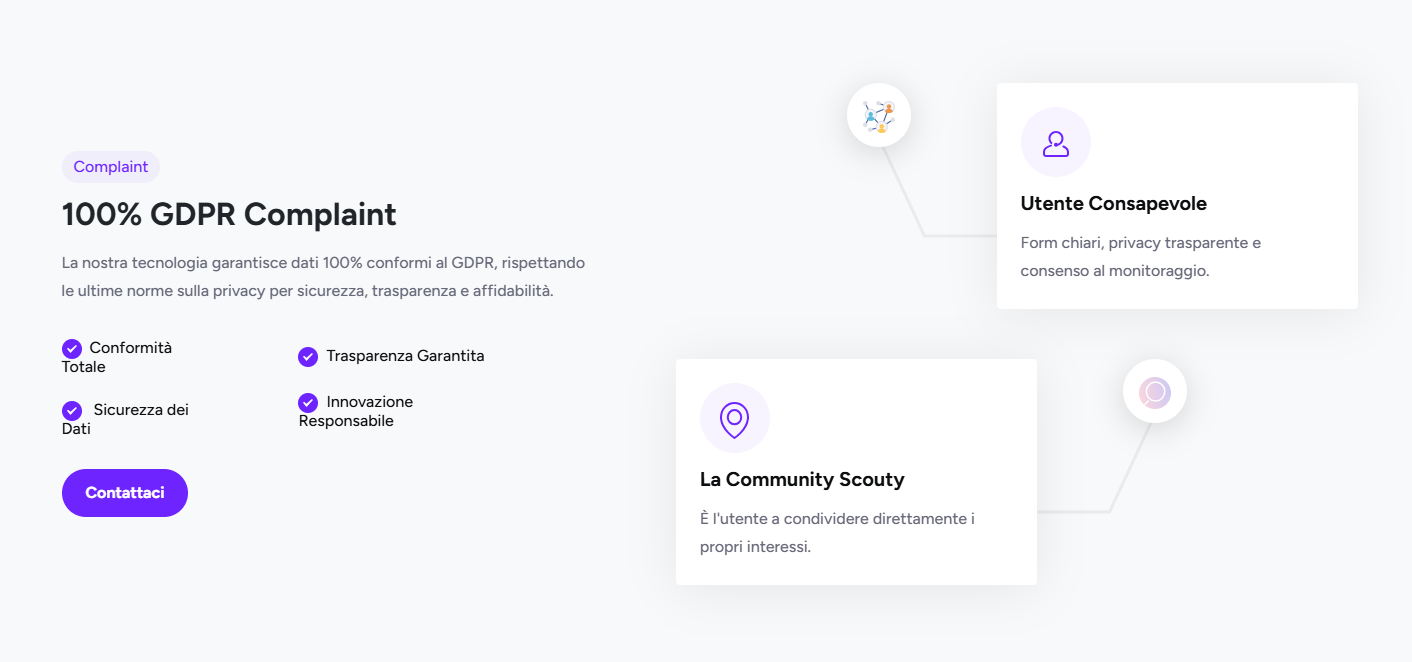 Complaint
100% GDPR Complaint
La nostra tecnologia garantisce dati 100% conformi al GDPR, rispettando
le ultime norme sulla privacy per sicurezza, trasparenza e affidabilità.
Conformità
Totale
Sicurezza dei
Dati
Trasparenza Garantita
Innovazione
Responsabile
Contattaci
Utente Consapevole
Form chiari, privacy trasparente e
consenso al monitoraggio.
La Community Scouty
È l'utente a condividere direttamente i
propri interessi.